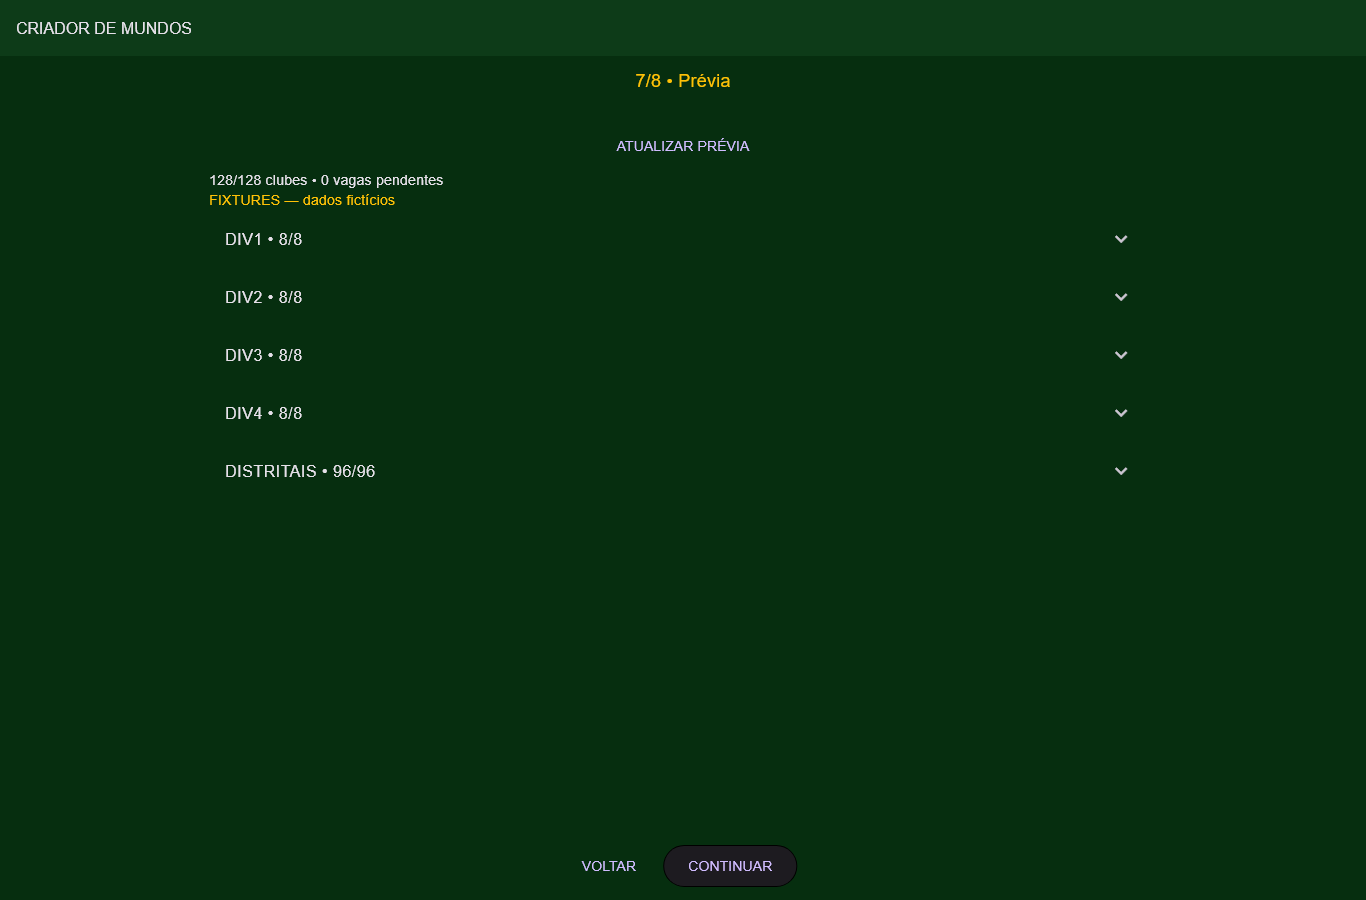 CRIADOR DE MUNDOS
7/8 • Prévia
ATUALIZAR PRÉVIA
128/128 clubes • 0 vagas pendentes
FIXTURES — dados fictícios
DIV1 • 8/8
DIV2 • 8/8
DIV3 • 8/8
DIV4 • 8/8
DISTRITAIS • 96/96
VOLTAR CONTINUAR